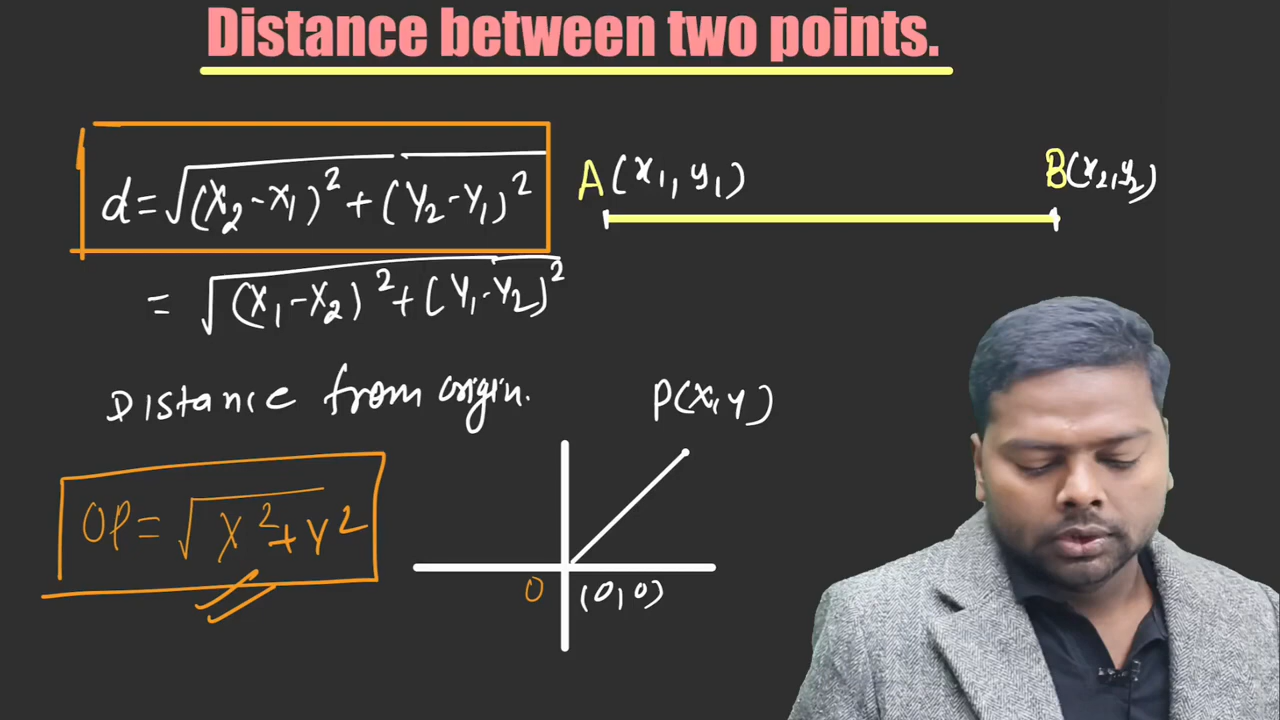 Distance between two points.
d=√(x₂-x₁)²+(y₂-y₁)²
A(x₁, y₁)
B(x₂,y₂)
= √(x₁-x₂)²+(y₁-y₂)²
Distance from origin.
P(x, y)
OP=√x²+y²
O
(0,0)